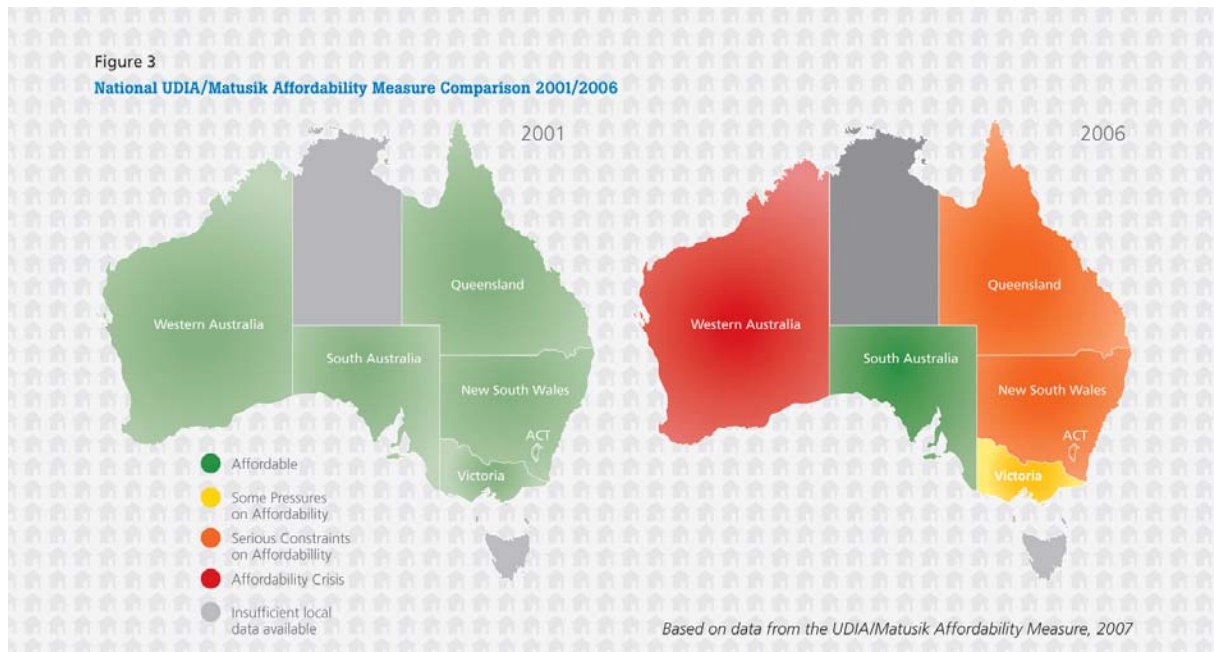 Figure 3
National UDIA/Matusik Affordability Measure Comparison 2001/2006
2001
Western Australia
Queensland
South Australia
New South Wales
ACT
Victoria
2006
Western Australia
Queensland
South Australia
New South Wales
ACT
Victoria
Affordable
Some Pressures
on Affordability
Serious Constraints
on Affordabillity
Affordability Crisis
Insufficient local
data available
Based on data from the UDIA/Matusik Affordability Measure, 2007